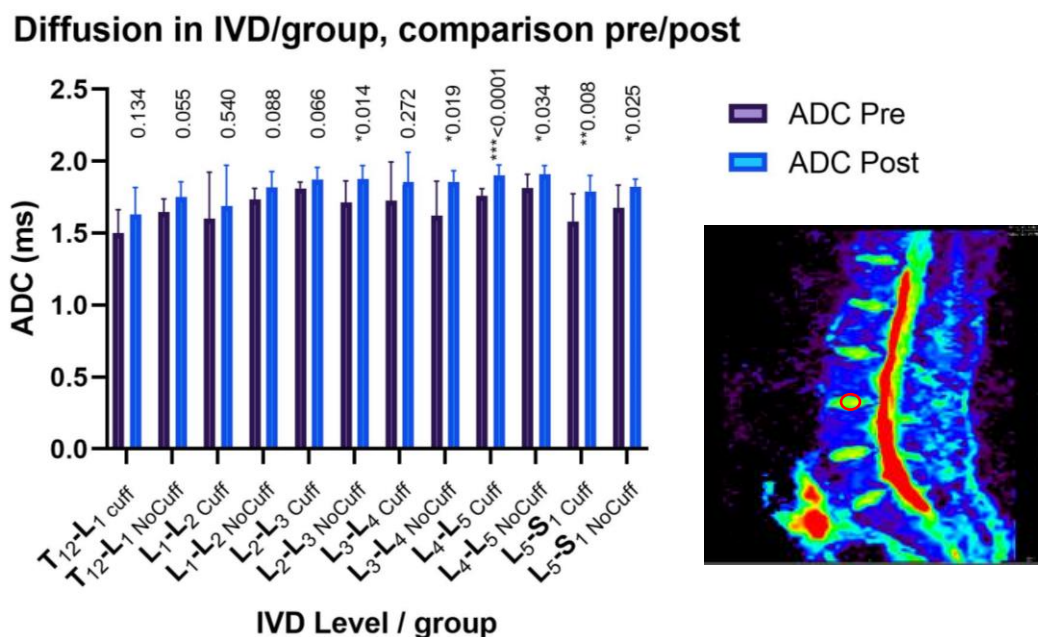 Diffusion in IVD/group, comparison pre/post
2.5
2.0
1.5
1.0
0.5
0.0
ADC (ms)
0.134
0.055
0.540
0.088
0.066
*0.014
0.272
*0.019
***<0.0001
*0.034
**0.008
*0.025
ADC Pre
ADC Post
T12-L1 cuff
T12-L1 NoCuff
L1-L2 Cuff
L1-L2 NoCuff
L2-L3 Cuff
L2-L3 NoCuff
L3-L4 Cuff
L3-L4 NoCuff
L4-L5 Cuff
L4-L5 NoCuff
L5-S1 Cuff
L5-S1 NoCuff
IVD Level / group